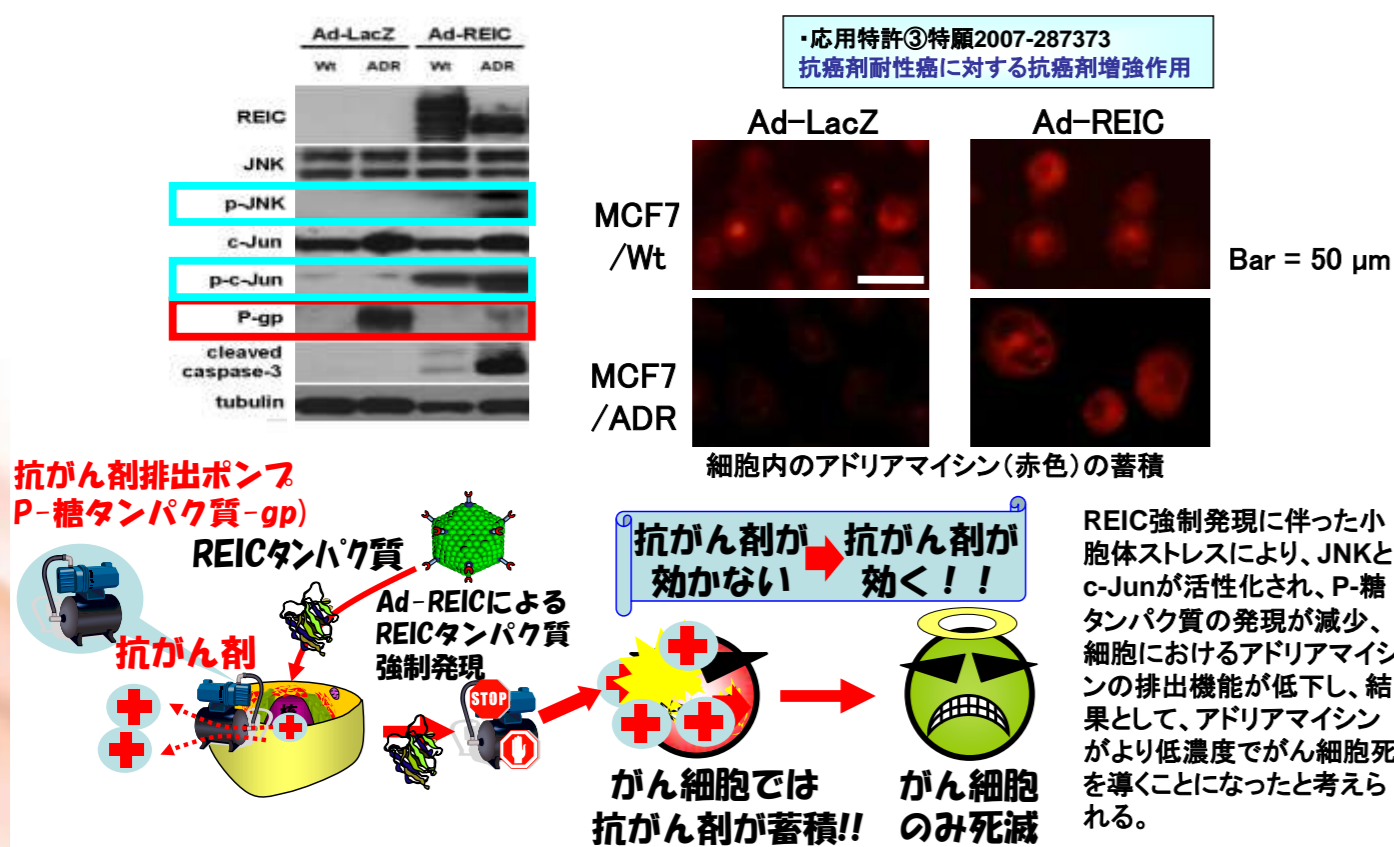 Ad-LacZ Ad-REIC
Wt ADR Wt ADR
REIC
JNK
p-JNK
c-Jun
p-c-Jun
P-gp
cleaved
caspase-3
tubulin
・応用特許③特願2007-287373
抗癌剤耐性癌に対する抗癌剤増強作用
Ad-LacZ Ad-REIC
MCF7
/Wt
Bar = 50 μm
MCF7
/ADR
細胞内のアドリアマイシン(赤色)の蓄積
抗がん剤排出ポンプ
P-糖タンパク質-gp)
REICタンパク質
Ad-REICによる
REICタンパク質
強制発現
抗がん剤
核
STOP
抗がん剤が
効かない
抗がん剤が
効く！！
がん細胞では
抗がん剤が蓄積!!
がん細胞
のみ死滅
REIC強制発現に伴った小
胞体ストレスにより、JNKと
c-Junが活性化され、P-糖
タンパク質の発現が減少、
細胞におけるアドリアマイシ
ンの排出機能が低下し、結
果として、アドリアマイシン
がより低濃度でがん細胞死
を導くことになったと考えら
れる。